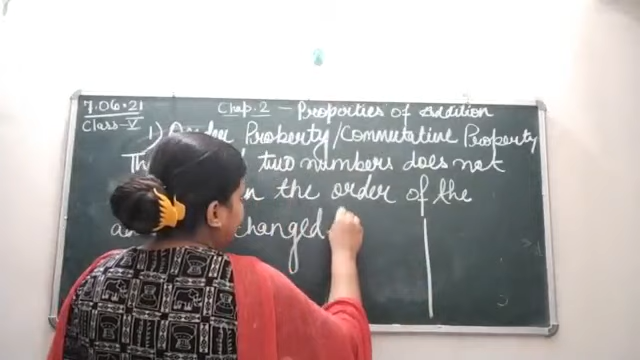 7.06.21
Class-V
Chap.2 - Properties of Addition
1) Order Property/Commutative Property
two numbers does not
the order of the
changed.